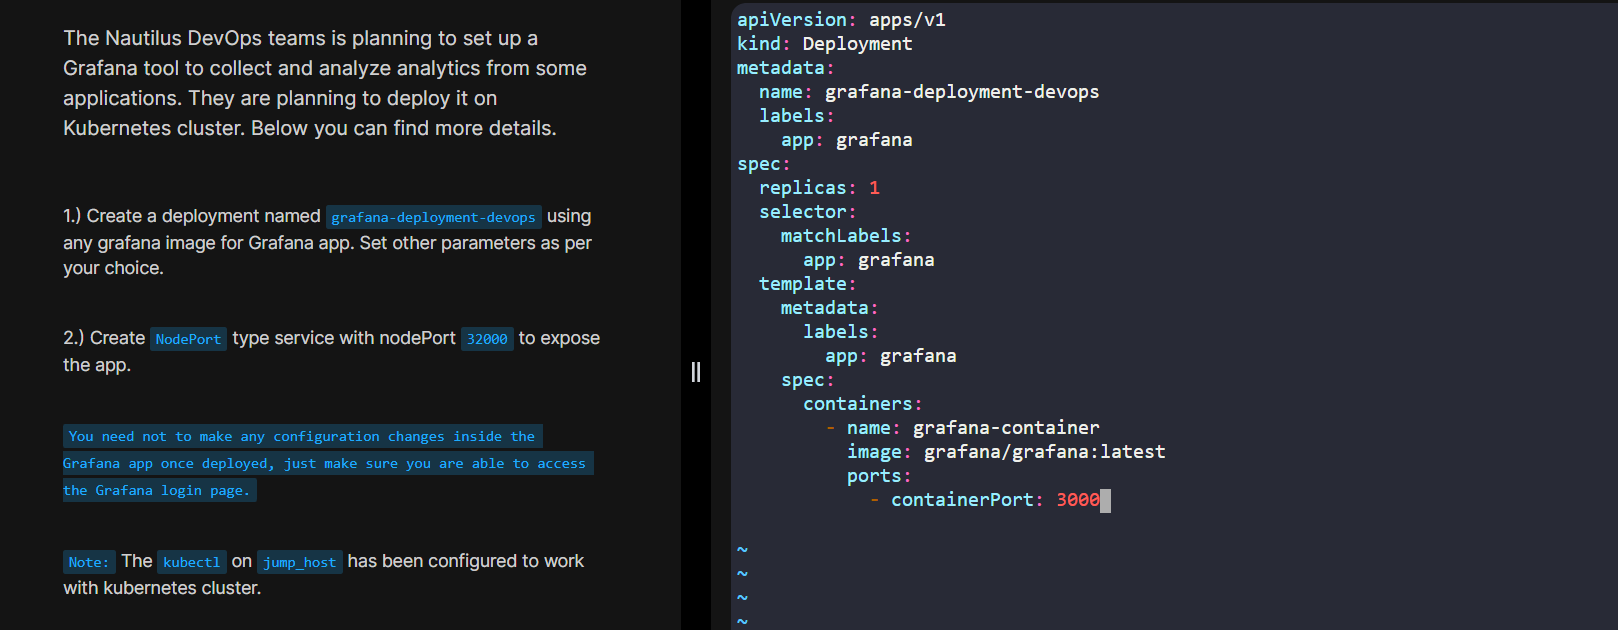 The Nautilus DevOps teams is planning to set up a
Grafana tool to collect and analyze analytics from some
applications. They are planning to deploy it on
Kubernetes cluster. Below you can find more details.
1.) Create a deployment named grafana-deployment-devops using
any grafana image for Grafana app. Set other parameters as per
your choice.
2.) Create NodePort type service with nodePort 32000 to expose
the app.
You need not to make any configuration changes inside the
Grafana app once deployed, just make sure you are able to access
the Grafana login page.
Note: The kubectl on jump_host has been configured to work
with kubernetes cluster.
apiVersion: apps/v1
kind: Deployment
metadata:
  name: grafana-deployment-devops
  labels:
    app: grafana
spec:
  replicas: 1
  selector:
    matchLabels:
      app: grafana
  template:
    metadata:
      labels:
        app: grafana
    spec:
      containers:
        - name: grafana-container
          image: grafana/grafana:latest
          ports:
            - containerPort: 3000
~
~
~
~